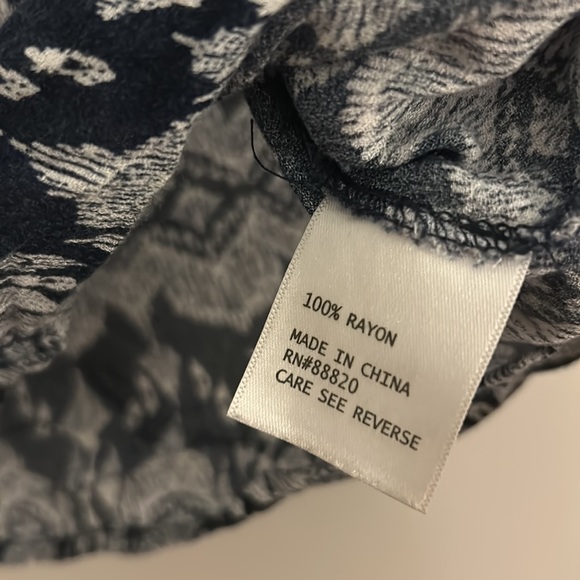 100% RAYON
MADE IN CHINA
RN#88820
CARE SEE REVERSE